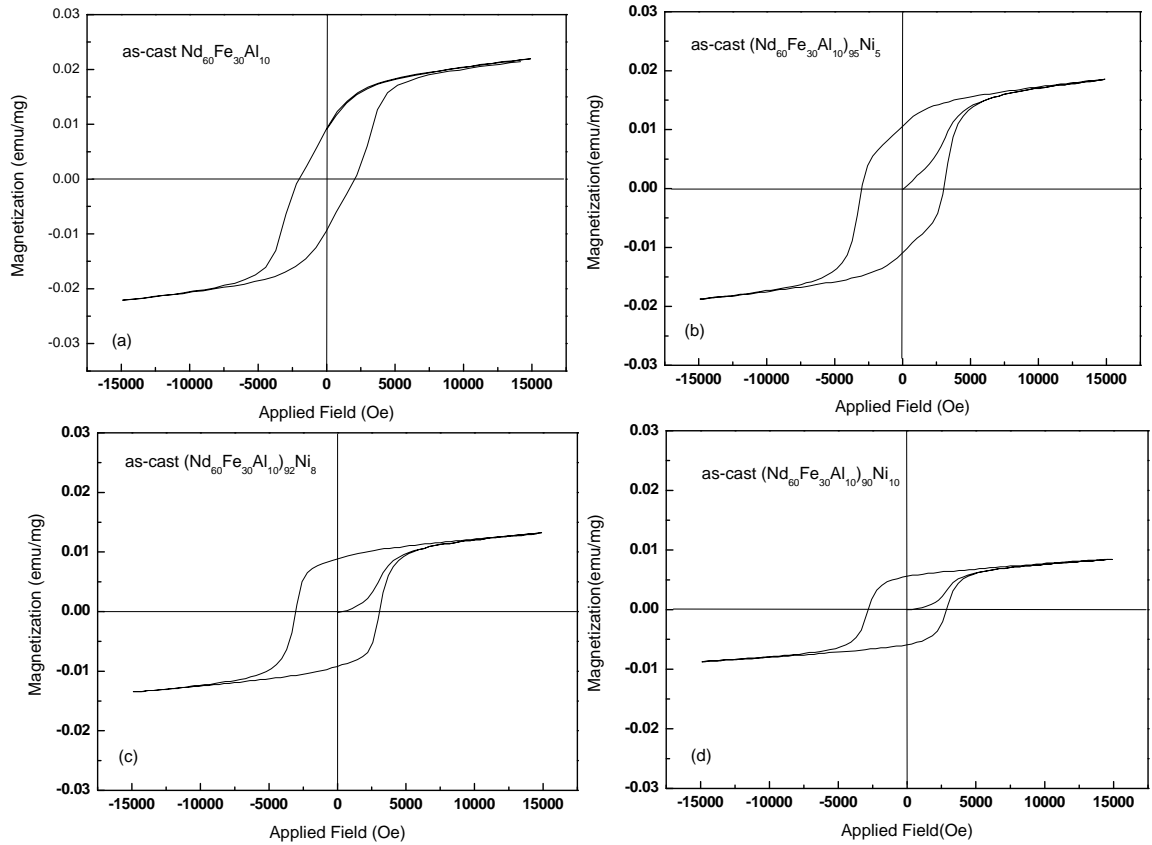 (a)
as-cast Nd60Fe30Al10
Magnetization (emu/mg)
0.03
0.02
0.01
0.00
-0.01
-0.02
-0.03
-15000 -10000 -5000 0 5000 10000 15000
Applied Field (Oe)
(b)
as-cast (Nd60Fe30Al10)95Ni5
Magnetization(emu/mg)
0.03
0.02
0.01
0.00
-0.01
-0.02
-0.03
-15000 -10000 -5000 0 5000 10000 15000
Applied Field (Oe)
(c)
as-cast (Nd60Fe30Al10)92Ni8
Magnetization (emu/mg)
0.03
0.02
0.01
0.00
-0.01
-0.02
-0.03
-15000 -10000 -5000 0 5000 10000 15000
Applied Field (Oe)
(d)
as-cast (Nd60Fe30Al10)90Ni10
Magnetization(emu/mg)
0.03
0.02
0.01
0.00
-0.01
-0.02
-0.03
-15000 -10000 -5000 0 5000 10000 15000
Applied Field(Oe)